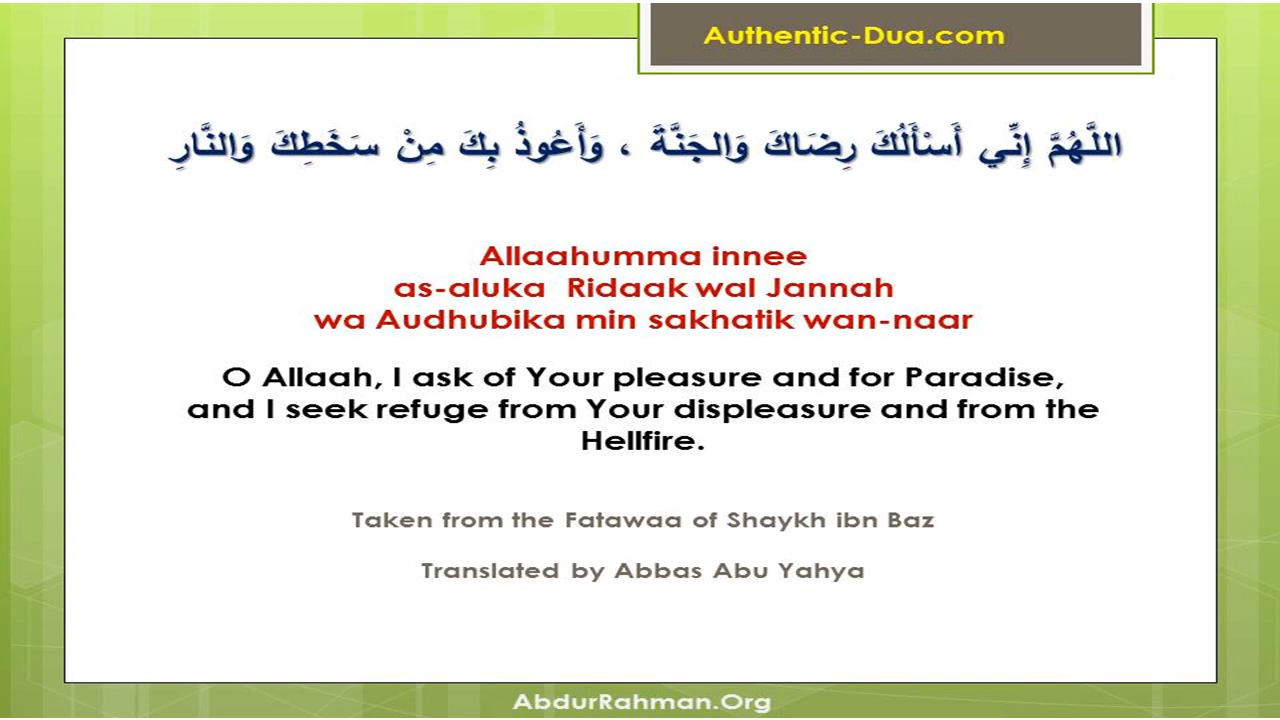 Authentic-Dua.com
اللَّهُمَّ إِنِّي أَسْأَلُكَ رِضَاكَ وَالجَنَّةَ ، وَأَعُوذُ بِكَ مِنْ سَخَطِكَ وَالنَّارِ
Allaahumma innee
as-aluka Ridaak wal Jannah
wa Audhubika min sakhatik wan-naar
O Allaah, I ask of Your pleasure and for Paradise,
and I seek refuge from Your displeasure and from the
Hellfire.
Taken from the Fatawaa of Shaykh ibn Baz
Translated by Abbas Abu Yahya
AbdurRahman.Org